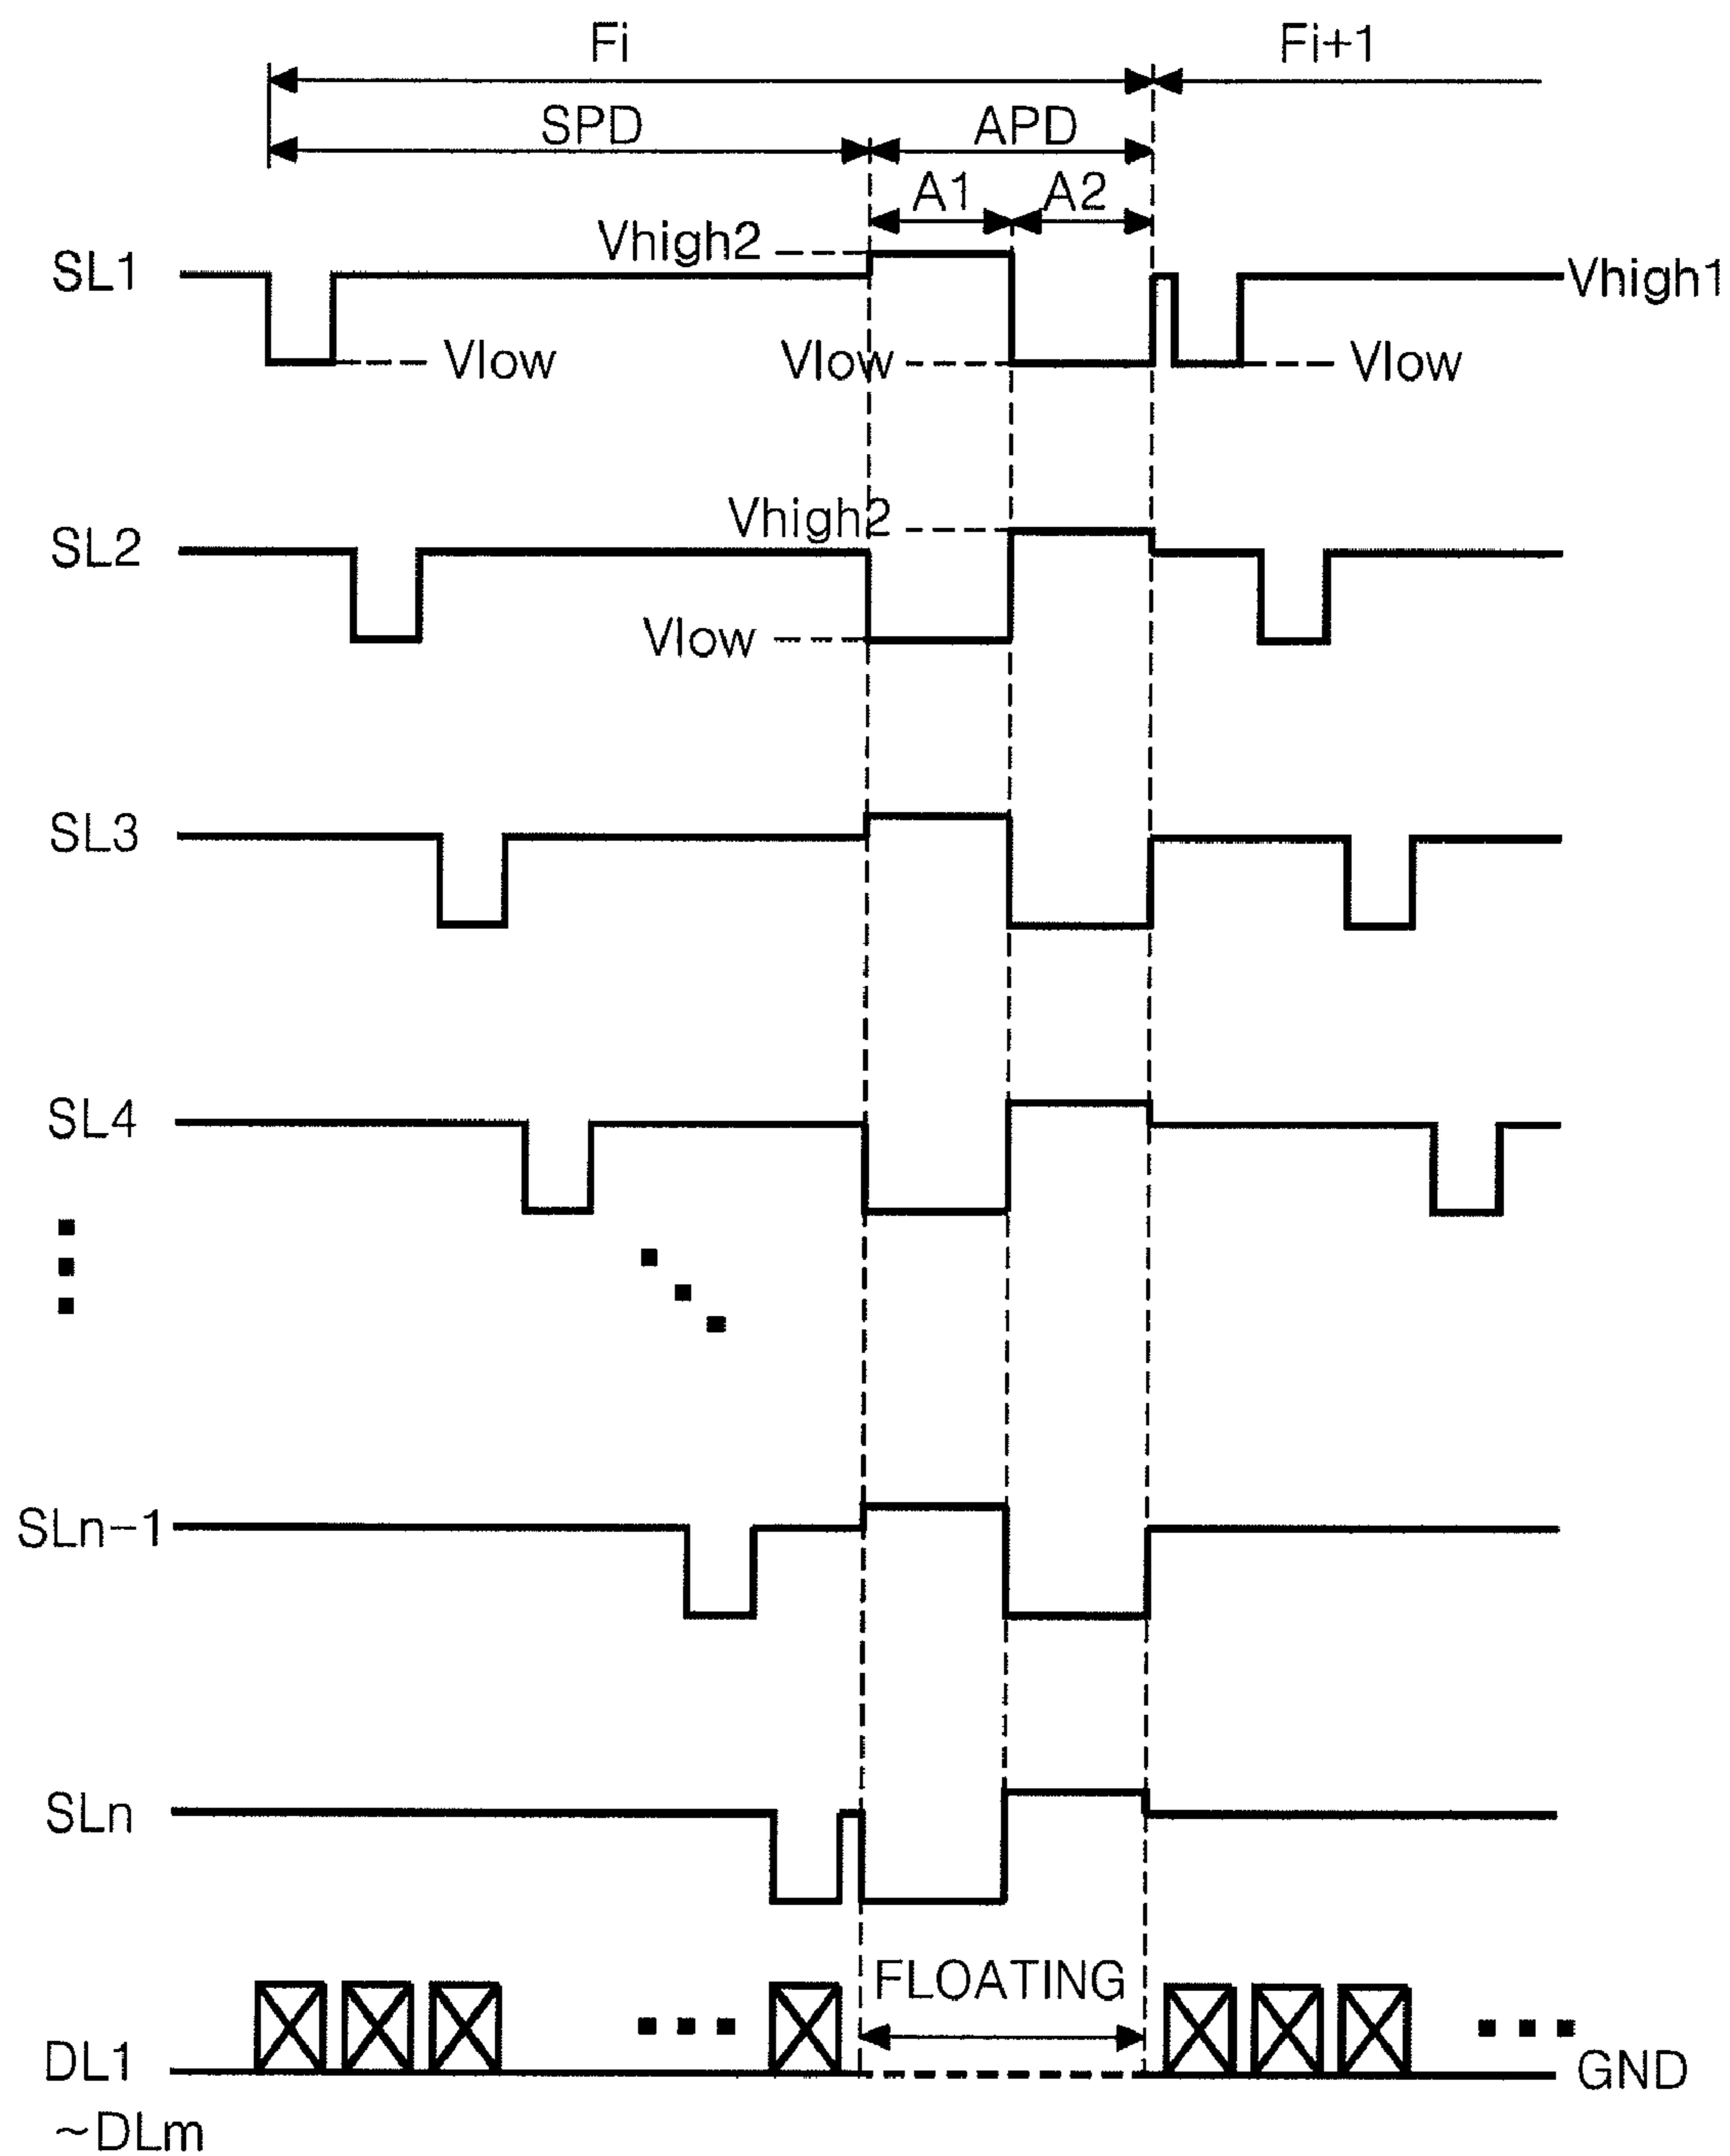 Fi
Fi+1
SPD
APD
A1
A2
Vhigh2
SL1
Vhigh1
Vlow
Vlow
Vlow
Vhigh2
SL2
Vlow
SL3
SL4
SLn-1
SLn
FLOATING
DL1
GND
~DLm